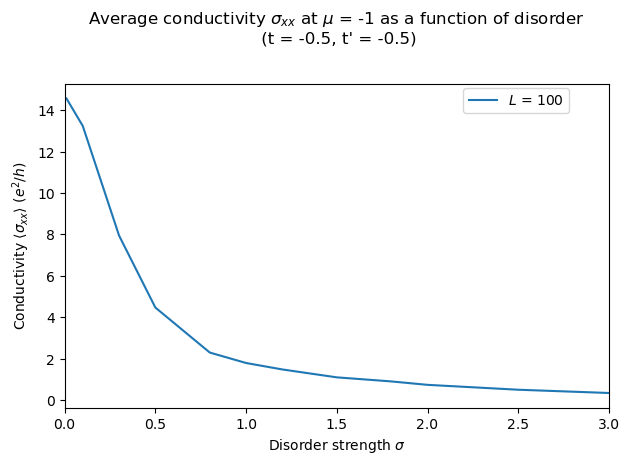 Average conductivity σxx at μ = -1 as a function of disorder
(t = -0.5, t' = -0.5)
L = 100
Conductivity ⟨σxx⟩ (e²/h)
14
12
10
8
6
4
2
0
0.0 0.5 1.0 1.5 2.0 2.5 3.0
Disorder strength σ